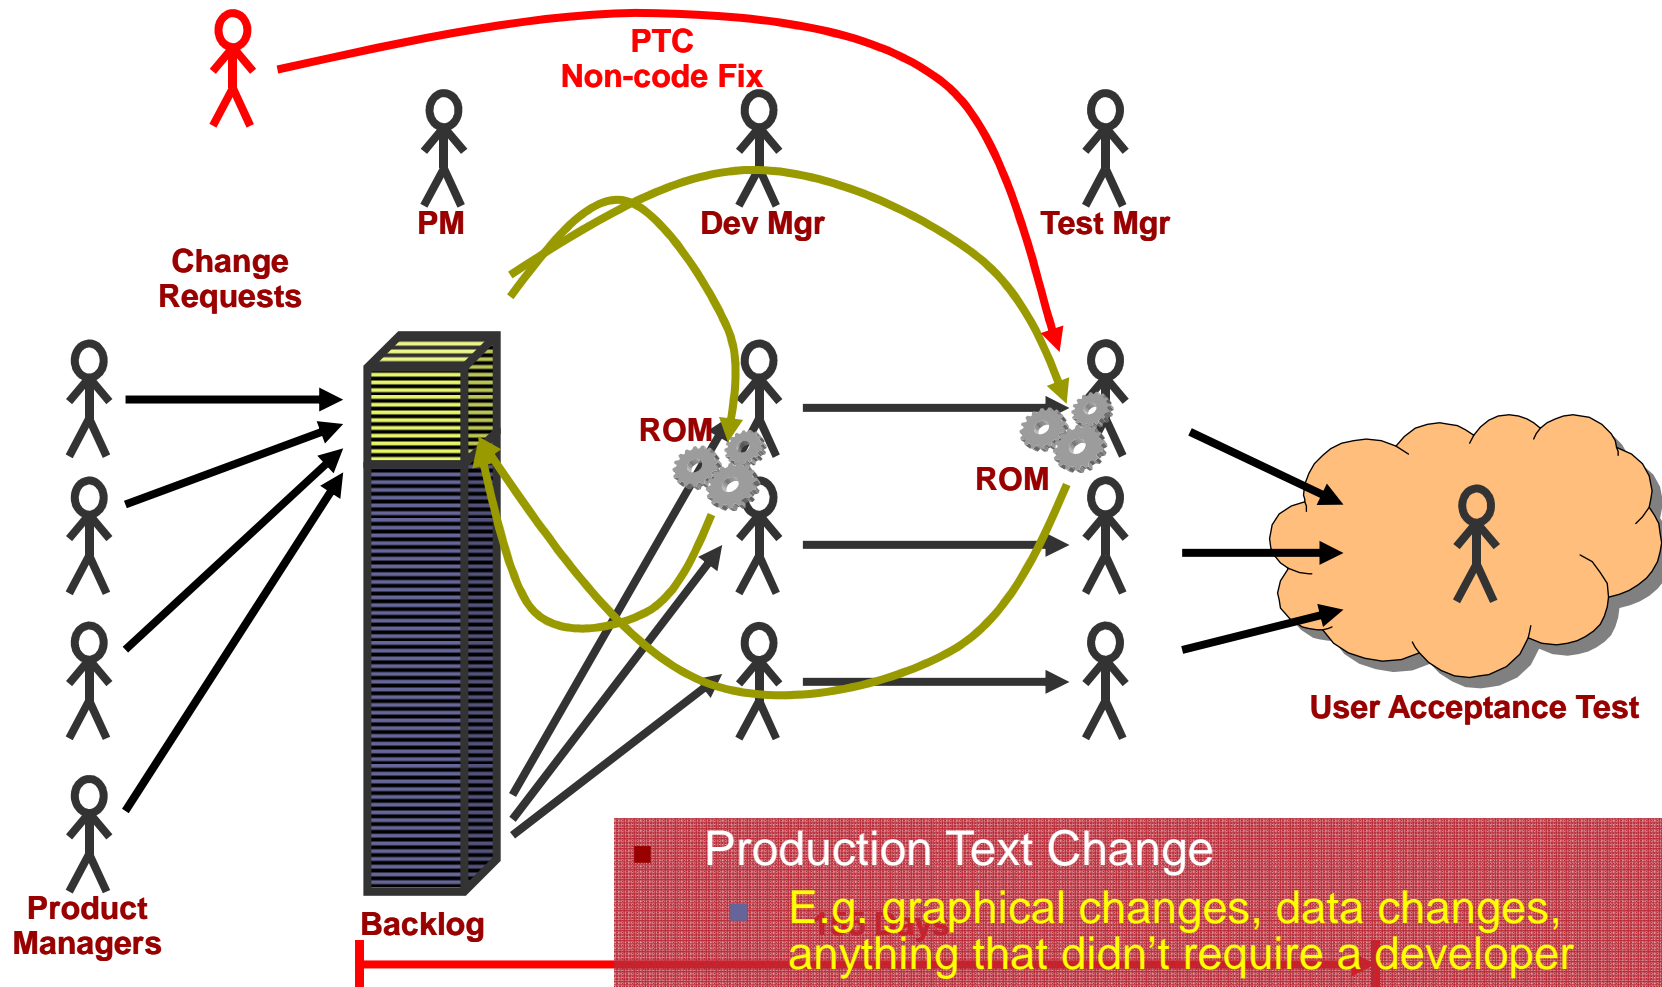 PTC
Non-code Fix
PM
Dev Mgr
Test Mgr
Change
Requests
ROM
ROM
User Acceptance Test
Product
Managers
Backlog
Production Text Change
E.g. graphical changes, data changes,
anything that didn't require a developer
Days